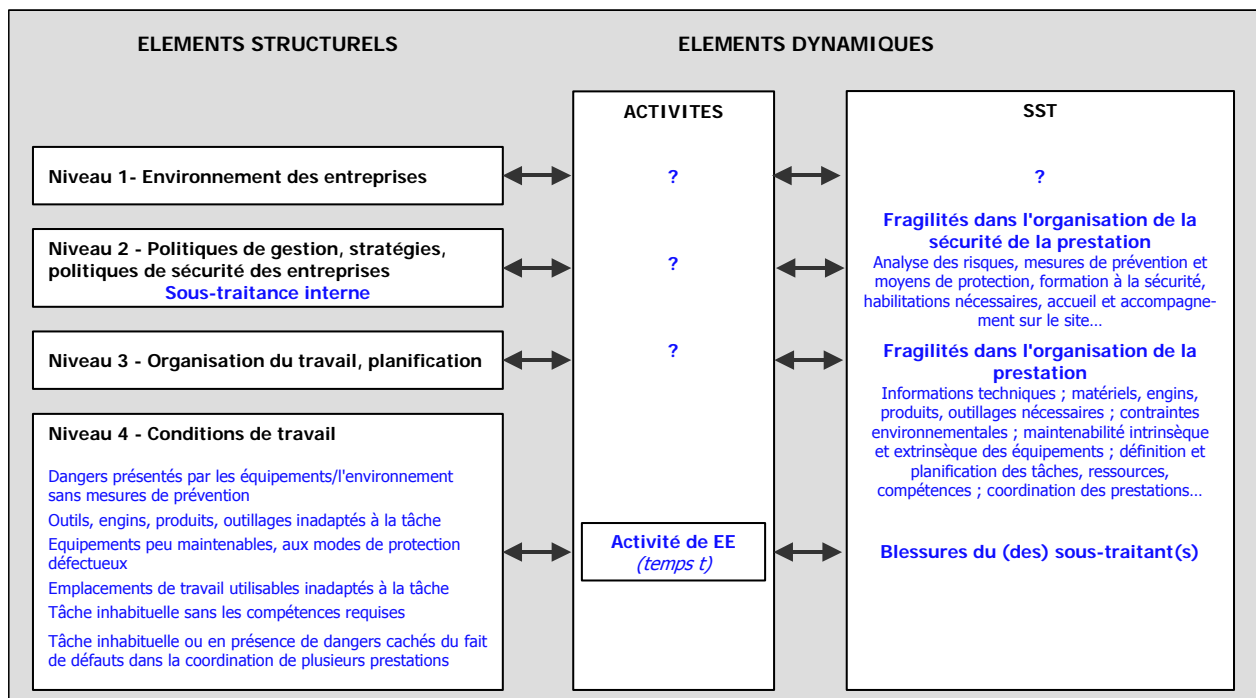 ELEMENTS STRUCTURELS
ELEMENTS DYNAMIQUES
ACTIVITES
SST
Niveau 1- Environnement des entreprises
?
?
Niveau 2 - Politiques de gestion, stratégies,
politiques de sécurité des entreprises
Sous-traitance interne
?
Fragilités dans l'organisation de la
sécurité de la prestation
Analyse des risques, mesures de prévention et
moyens de protection, formation à la sécurité,
habilitations nécessaires, accueil et accompagne-
ment sur le site…
Niveau 3 - Organisation du travail, planification
?
Fragilités dans l'organisation de la
prestation
Informations techniques ; matériels, engins,
produits, outillages nécessaires ; contraintes
environnementales ; maintenabilité intrinsèque
et extrinsèque des équipements ; définition et
planification des tâches, ressources,
compétences ; coordination des prestations…
Niveau 4 - Conditions de travail
Dangers présentés par les équipements/l'environnement
sans mesures de prévention
Outils, engins, produits, outillages inadaptés à la tâche
Equipements peu maintenables, aux modes de protection
défectueux
Emplacements de travail utilisables inadaptés à la tâche
Tâche inhabituelle sans les compétences requises
Tâche inhabituelle ou en présence de dangers cachés du fait
de défauts dans la coordination de plusieurs prestations
Activité de EE
(temps t)
Blessures du (des) sous-traitant(s)